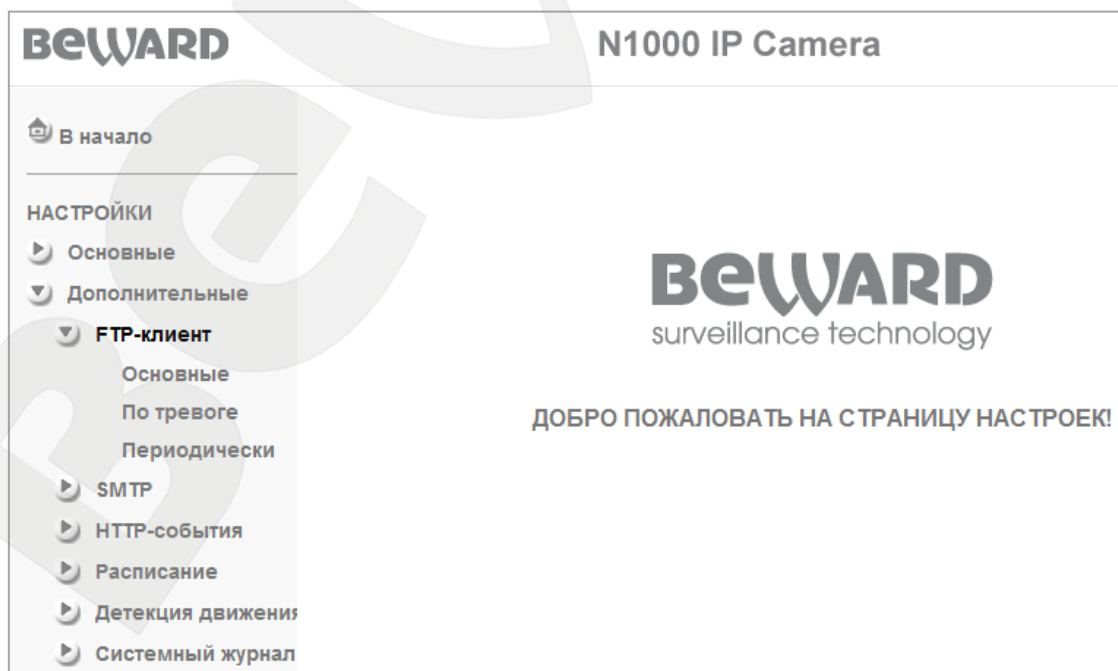 BEWARD
N1000 IP Camera
В начало
НАСТРОЙКИ
Основные
Дополнительные
FTP-клиент
Основные
По тревоге
Периодически
SMTP
HTTP-события
Расписание
Детекция движения
Системный журнал
BEWARD
surveillance technology
ДОБРО ПОЖАЛОВАТЬ НА СТРАНИЦУ НАСТРОЕК!